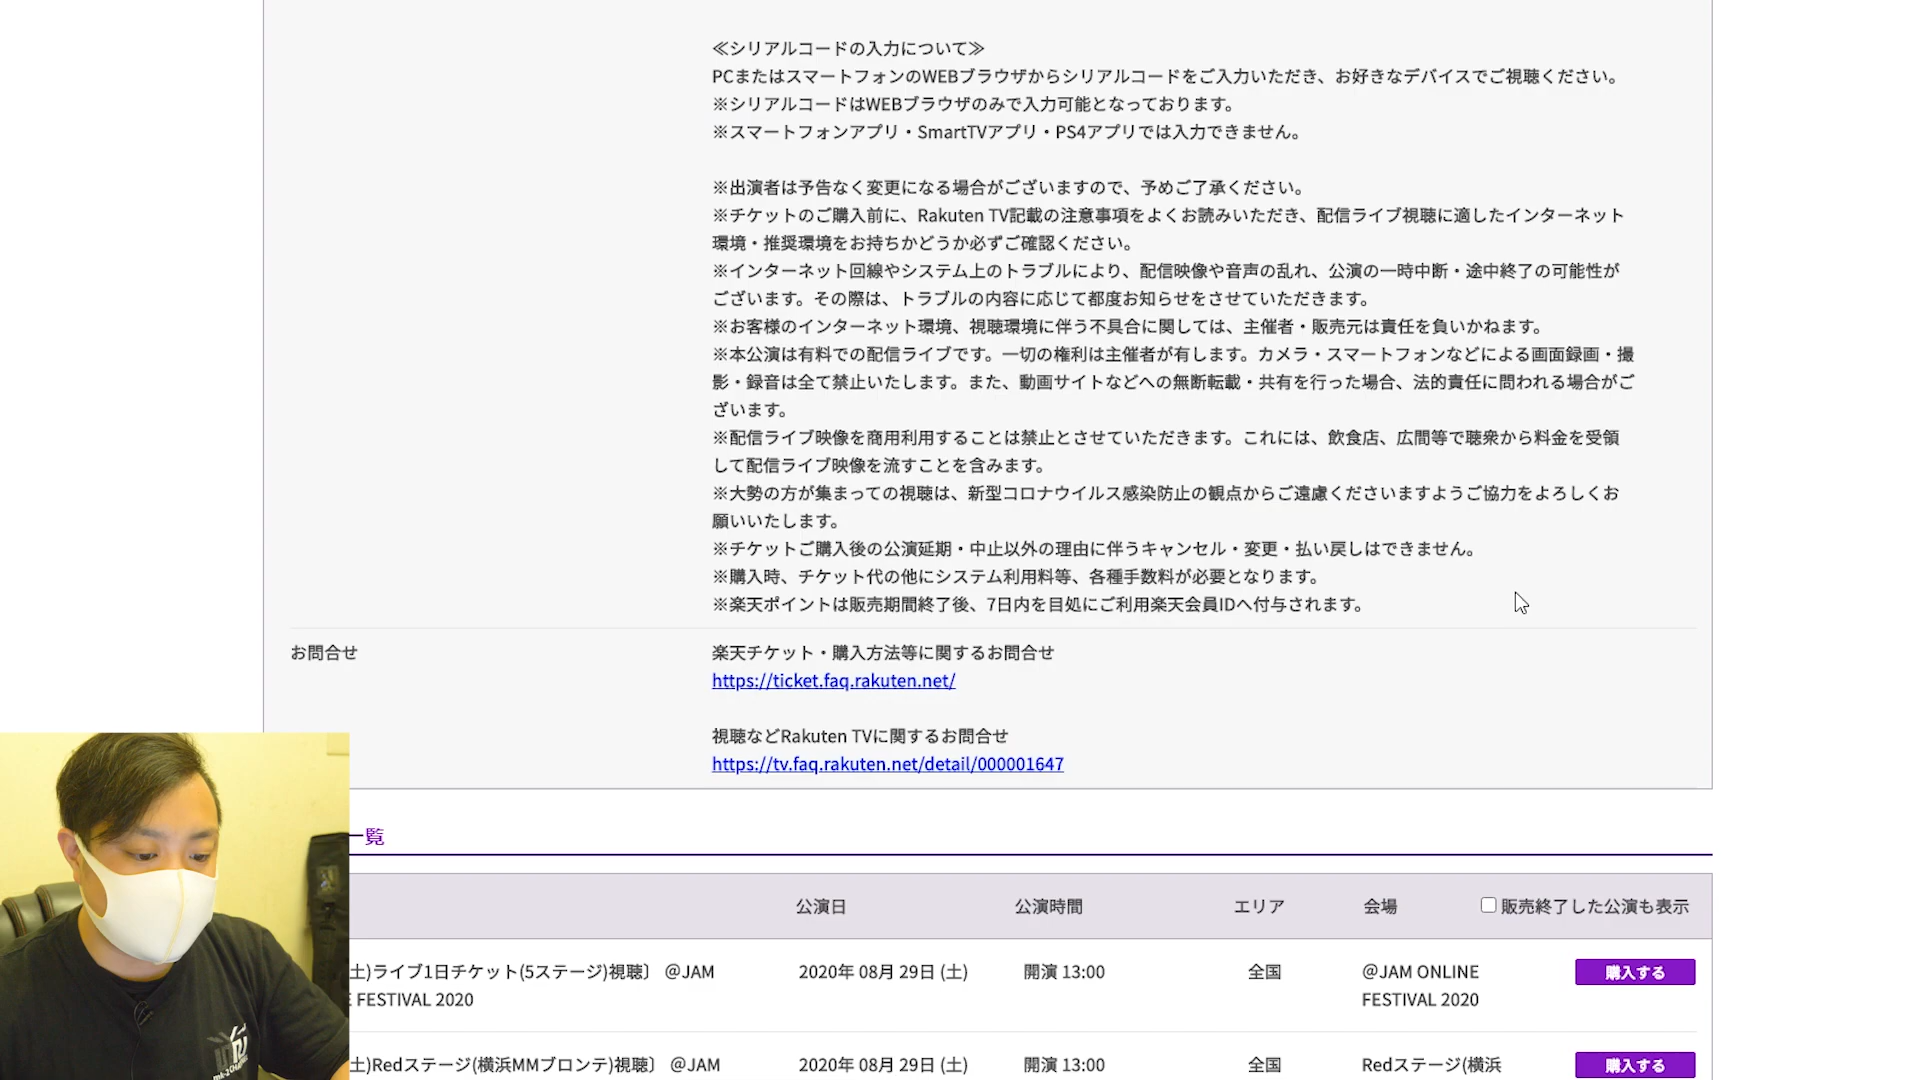 ≪シリアルコードの入力について≫
PCまたはスマートフォンのWEBブラウザからシリアルコードをご入力いただき、お好きなデバイスでご視聴ください。
※シリアルコードはWEBブラウザのみで入力可能となっております。
※スマートフォンアプリ・SmartTVアプリ・PS4アプリでは入力できません。
※出演者は予告なく変更になる場合がございますので、予めご了承ください。
※チケットのご購入前に、Rakuten TV記載の注意事項をよくお読みいただき、配信ライブ視聴に適したインターネット
環境・推奨環境をお持ちかどうか必ずご確認ください。
※インターネット回線やシステム上のトラブルにより、配信映像や音声の乱れ、公演の一時中断・途中終了の可能性が
ございます。その際は、トラブルの内容に応じて都度お知らせをさせていただきます。
※お客様のインターネット環境、視聴環境に伴う不具合に関しては、主催者・販売元は責任を負いかねます。
※本公演は有料での配信ライブです。一切の権利は主催者が有します。カメラ・スマートフォンなどによる画面録画・撮
影・録音は全て禁止いたします。また、動画サイトなどへの無断転載・共有を行った場合、法的責任に問われる場合がご
ざいます。
※配信ライブ映像を商用利用することは禁止とさせていただきます。これには、飲食店、広間等で聴衆から料金を受領
して配信ライブ映像を流すことを含みます。
※大勢の方が集まっての視聴は、新型コロナウイルス感染防止の観点からご遠慮くださいますようご協力をよろしくお
願いいたします。
※チケットご購入後の公演延期・中止以外の理由に伴うキャンセル・変更・払い戻しはできません。
※購入時、チケット代の他にシステム利用料等、各種手数料が必要となります。
※楽天ポイントは販売期間終了後、7日内を目処にご利用楽天会員IDへ付与されます。
お問合せ
楽天チケット・購入方法等に関するお問合せ
https://ticket.faq.rakuten.net/
視聴などRakuten TVに関するお問合せ
https://tv.faq.rakuten.net/detail/000001647
一覧
公演日 公演時間 エリア 会場 販売終了した公演も表示
土)ライブ1日チケット(5ステージ)視聴〕 @JAM 2020年 08月 29日 (土) 開演 13:00 全国 @JAM ONLINE 購入する
FESTIVAL 2020 FESTIVAL 2020
土)Redステージ(横浜MMブロンテ)視聴〕 @JAM 2020年 08月 29日 (土) 開演 13:00 全国 Redステージ(横浜 購入する